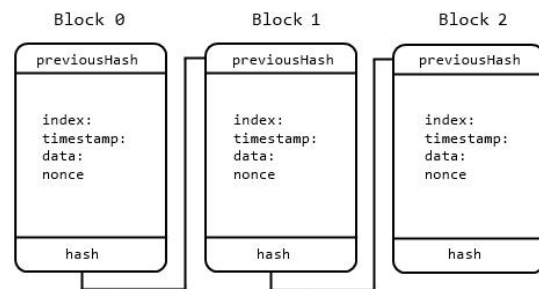 Block 0
previousHash
index:
timestamp:
data:
nonce
hash
Block 1
previousHash
index:
timestamp:
data:
nonce
hash
Block 2
previousHash
index:
timestamp:
data:
nonce
hash